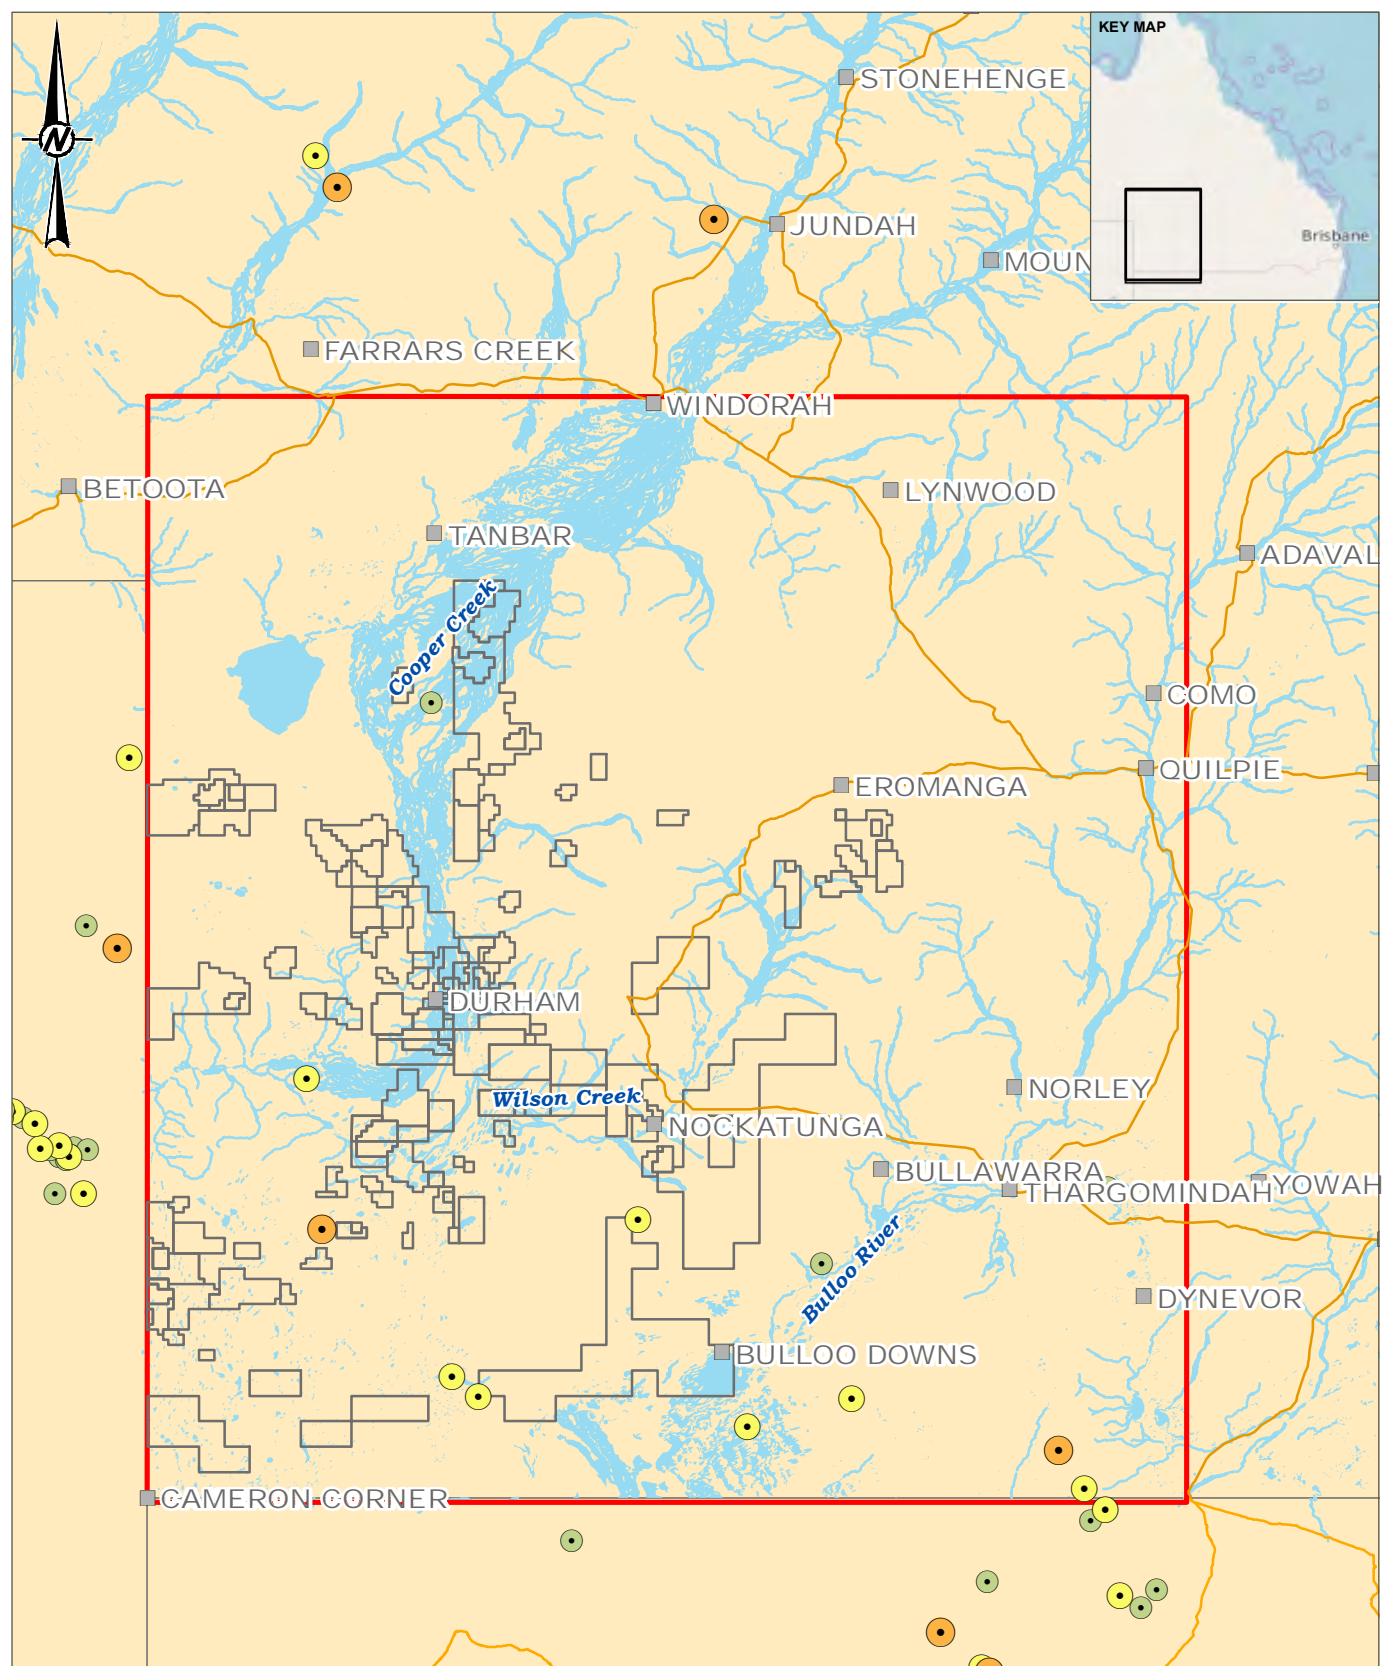 KEY MAP
N
STONEHENGE
JUNDAH
MOUN
Brisbane
FARRARS CREEK
WINDORAH
BETOOTA
LYNWOOD
TANBAR
ADAVAL
Cooper Creek
COMO
QUILPIE
EROMANGA
DURHAM
NORLEY
Wilson Creek
NOCKATUNGA
BULLAWARRA
THARGOMINDAH
YOWAH
Bulloo River
DYNEVOR
BULLOO DOWNS
CAMERON CORNER